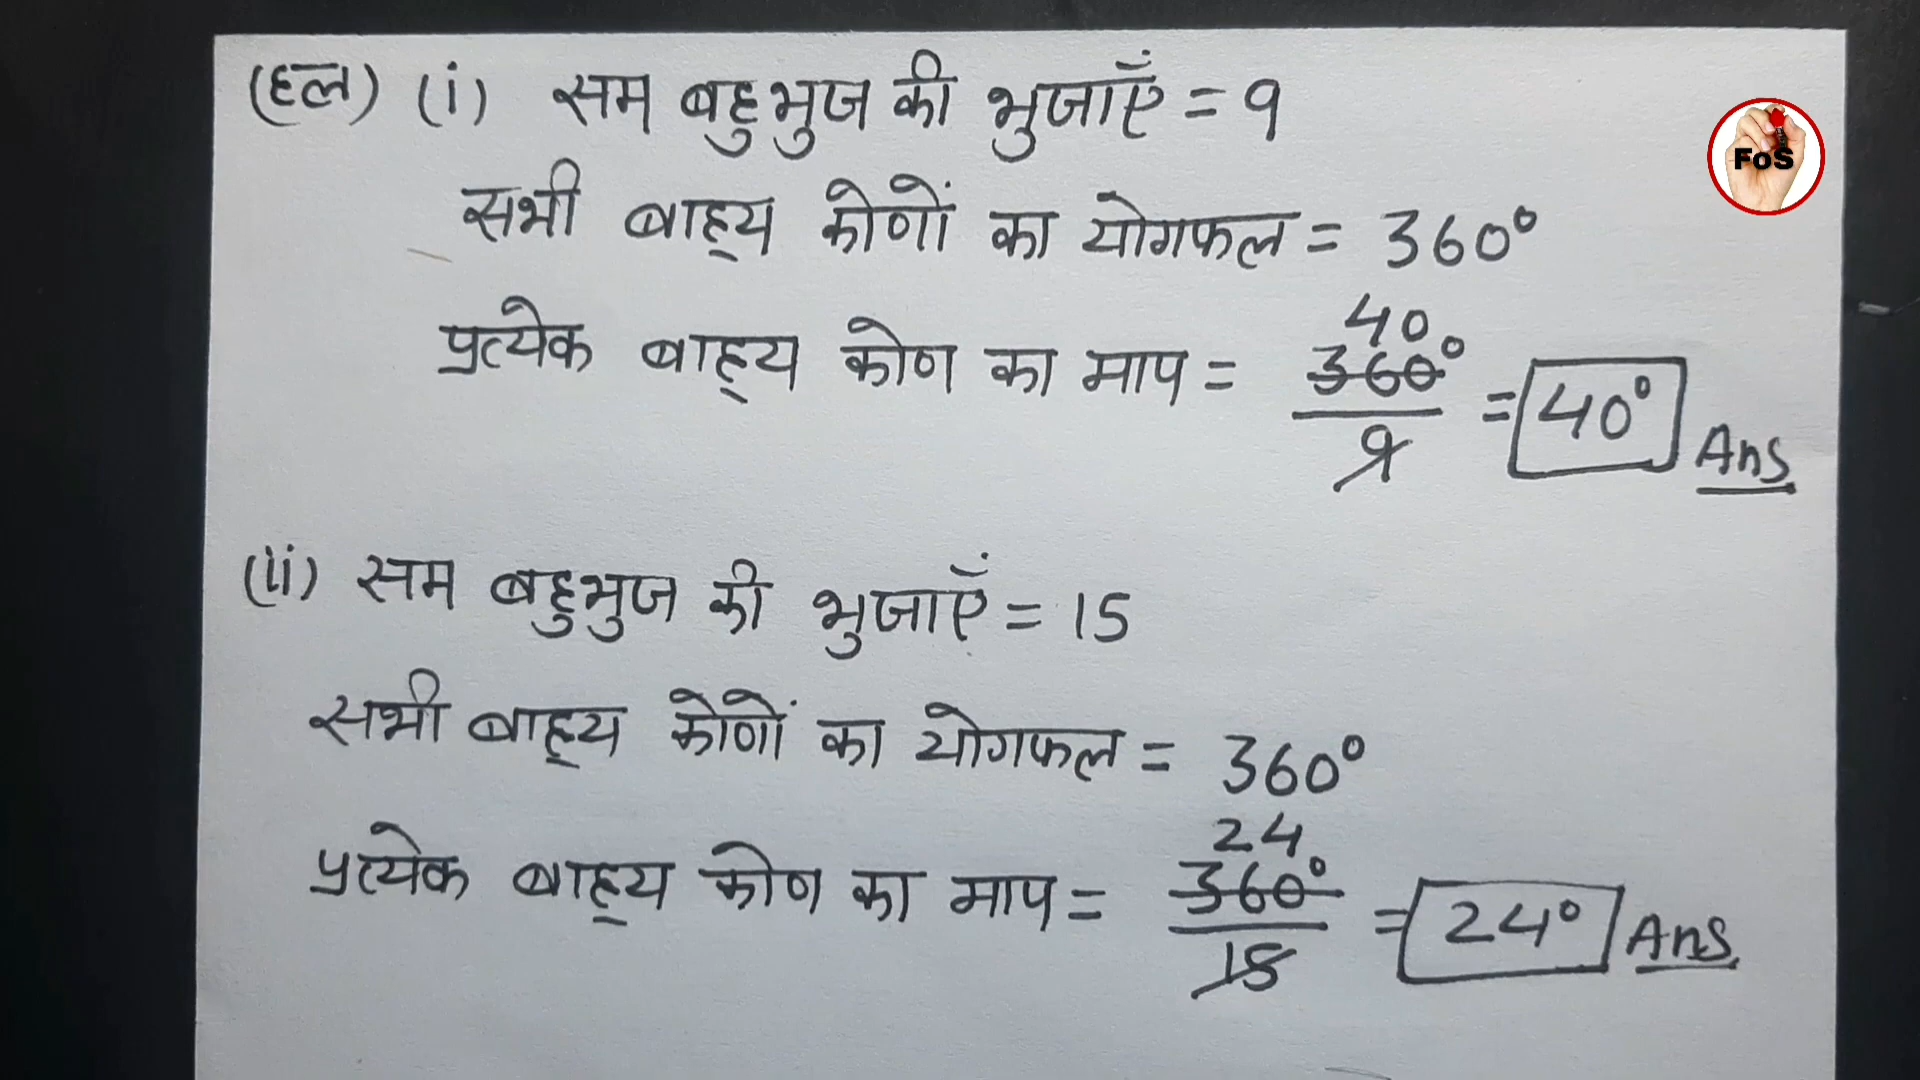 (हल) (i) सम बहुभुज की भुजाएँ = 9
FoS
सभी बाह्य कोणों का योगफल = 360°
40
प्रत्येक बाह्य कोण का माप = 360°/9 = 40° Ans
(ii) सम बहुभुज की भुजाएँ = 15
सभी बाह्य कोणों का योगफल = 360°
24
प्रत्येक बाह्य कोण का माप = 360°/15 = 24° Ans.